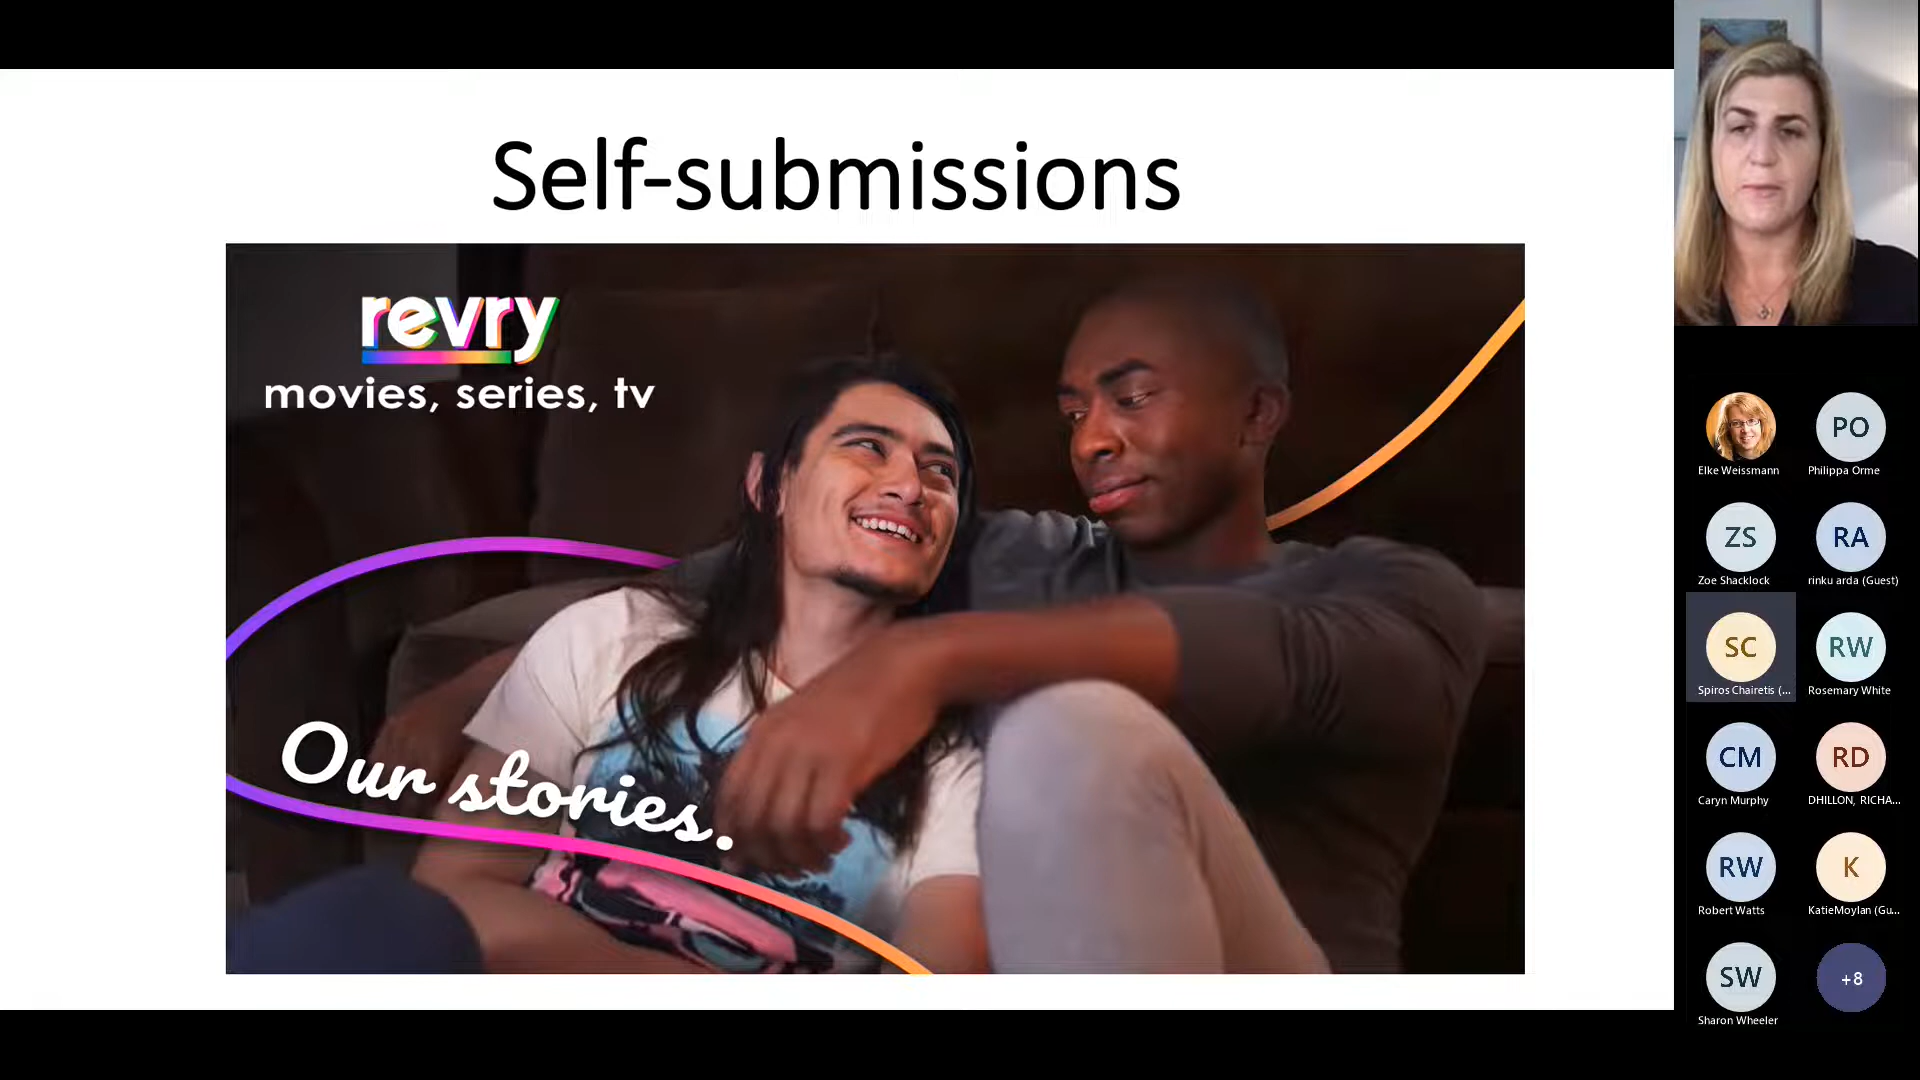 Self-submissions
revry
movies, series, tv
Our stories.
PO
Elke Weissmann
Philippa Orme
ZS
RA
Zoe Shacklock
rinku arda (Guest)
SC
RW
Spiros Chairetis (...
Rosemary White
CM
RD
Caryn Murphy
DHILLON, RICHA...
RW
K
Robert Watts
KatieMoylan (Gu...
SW
+8
Sharon Wheeler